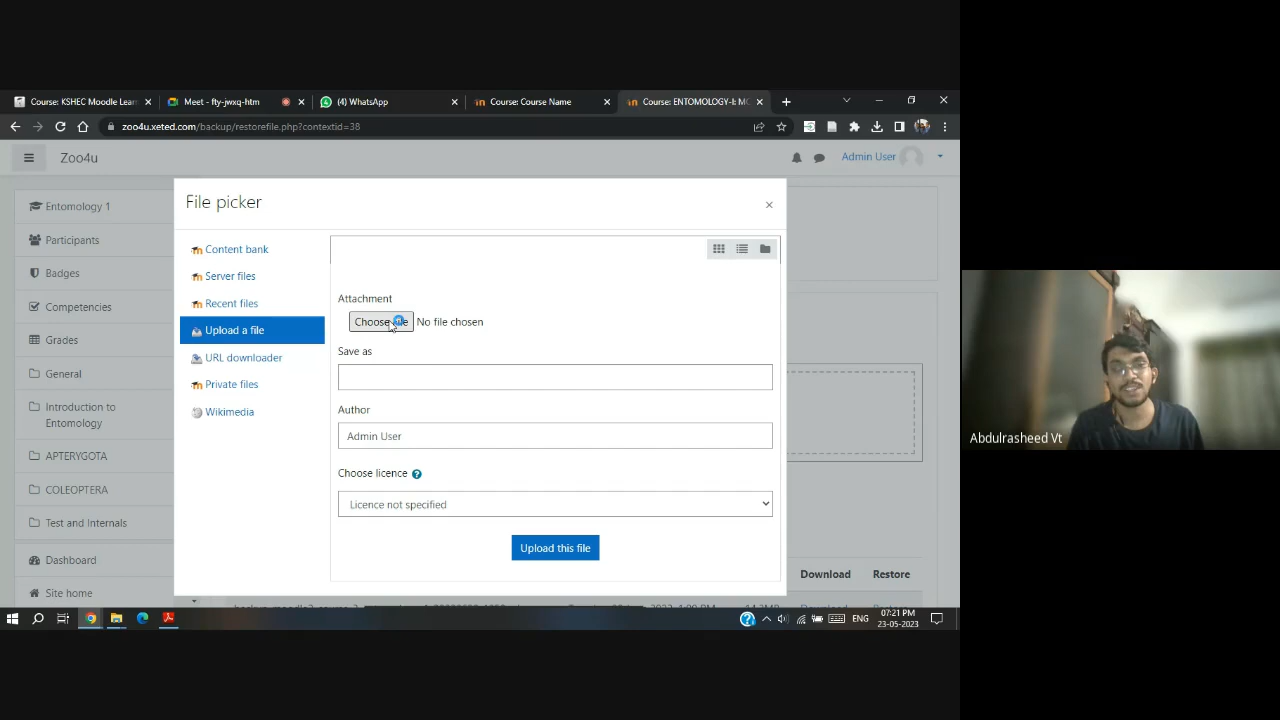 Course: KSHEC Moodle Lear
Meet - fty-jwxq-htm
(4) WhatsApp
Course: Course Name
Course: ENTOMOLOGY-I: MO
zoo4u.xeted.com/backup/restorefile.php?contextid=38
Zoo4u
Admin User
File picker
Entomology 1
Participants
Badges
Competencies
Grades
General
Introduction to
Entomology
APTERYGOTA
COLEOPTERA
Test and Internals
Dashboard
Site home
Content bank
Server files
Recent files
Upload a file
URL downloader
Private files
Wikimedia
Attachment
Choose file No file chosen
Save as
Author
Admin User
Choose licence
Licence not specified
Upload this file
Download Restore
Abdulrasheed Vt
ENG
07:21 PM
23-05-2023